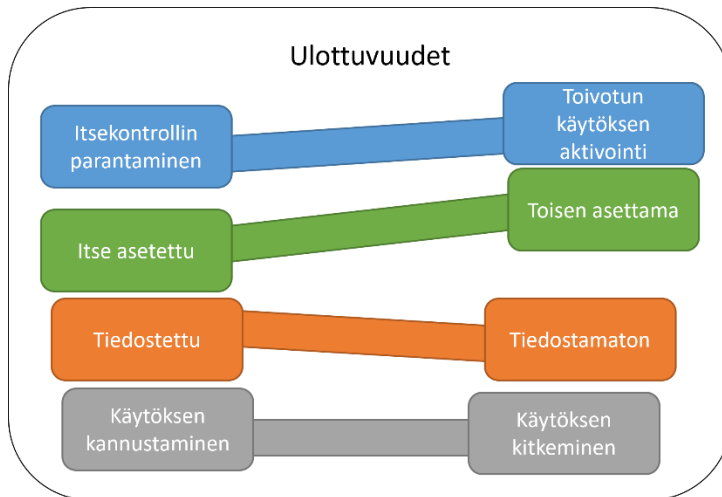 Ulottuvuudet
Itsekontrollin
parantaminen
Toivotun
käytöksen
aktivointi
Itse asetettu
Toisen asettama
Tiedostettu
Tiedostamaton
Käytöksen
kannustaminen
Käytöksen
kitkeminen